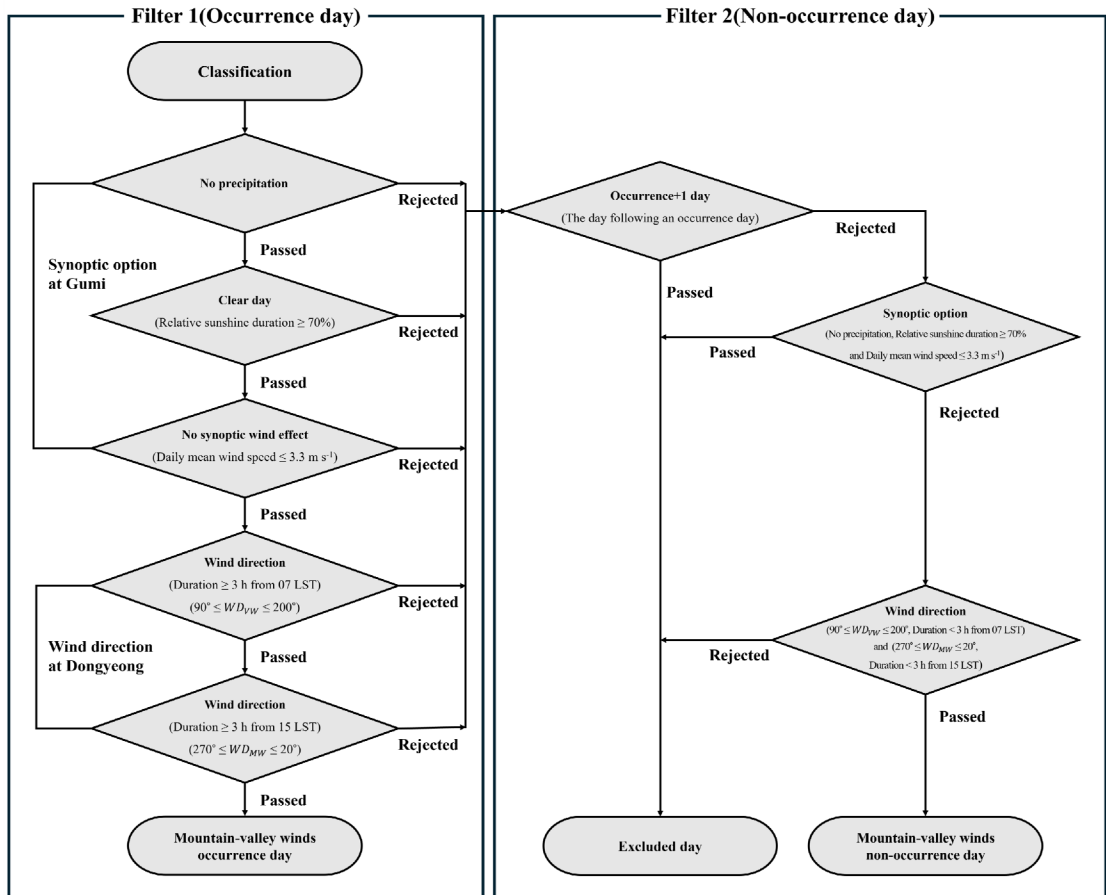 Filter 1(Occurrence day)
Classification
No precipitation
Rejected
Passed
Synoptic option
at Gumi
Clear day
(Relative sunshine duration ≥ 70%)
Rejected
Passed
No synoptic wind effect
(Daily mean wind speed ≤ 3.3 m s⁻¹)
Rejected
Passed
Wind direction
(Duration ≥ 3 h from 07 LST)
(90° ≤ WD_VW ≤ 200°)
Rejected
Wind direction
at Dongyeong
Passed
Wind direction
(Duration ≥ 3 h from 15 LST)
(270° ≤ WD_MW ≤ 20°)
Rejected
Passed
Mountain-valley winds
occurrence day
Filter 2(Non-occurrence day)
Occurrence+1 day
(The day following an occurrence day)
Rejected
Passed
Synoptic option
(No precipitation, Relative sunshine duration ≥ 70%
and Daily mean wind speed ≤ 3.3 m s⁻¹)
Passed
Rejected
Wind direction
(90° ≤ WD_VW ≤ 200°, Duration < 3 h from 07 LST)
and (270° ≤ WD_MW ≤ 20°,
Duration < 3 h from 15 LST)
Rejected
Passed
Excluded day
Mountain-valley winds
non-occurrence day